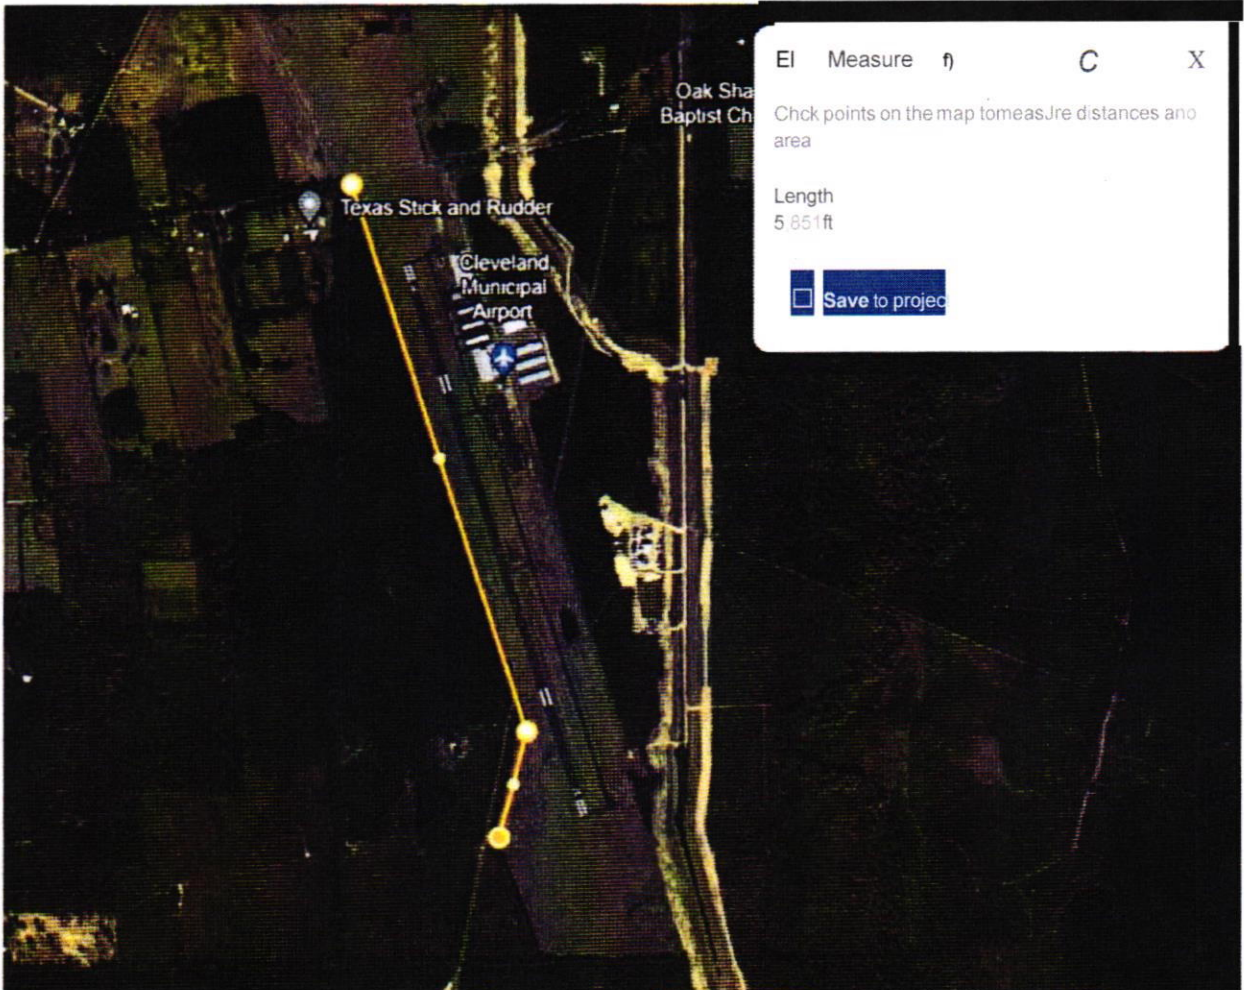 Oak Sha
Baptist Ch
El Measure f) C X
Chck points on the map tomeasJre distances ano
area
Length
5 851ft
Save to projec
Texas Stick and Rudder
Cleveland
Municipal
Airport